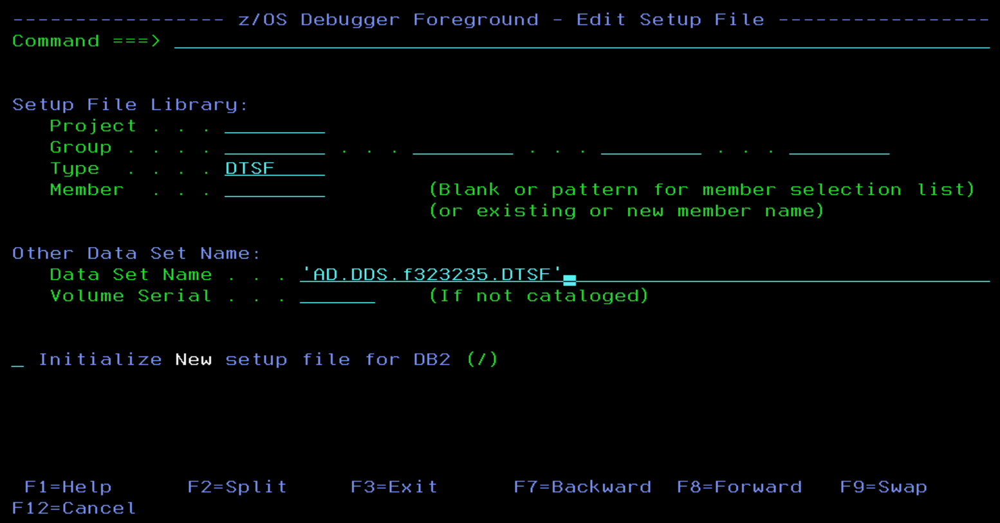 ----------------- z/OS Debugger Foreground - Edit Setup File -----------------
Command ===>
Setup File Library:
Project . . .
Group . . . . . . . . . . . . .
Type . . . . DTSF
Member . . . (Blank or pattern for member selection list)
(or existing or new member name)
Other Data Set Name:
Data Set Name . . . 'AD.DDS.f323235.DTSF'
Volume Serial . . . (If not cataloged)
_ Initialize New setup file for DB2 (/)
F1=Help F2=Split F3=Exit F7=Backward F8=Forward F9=Swap
F12=Cancel